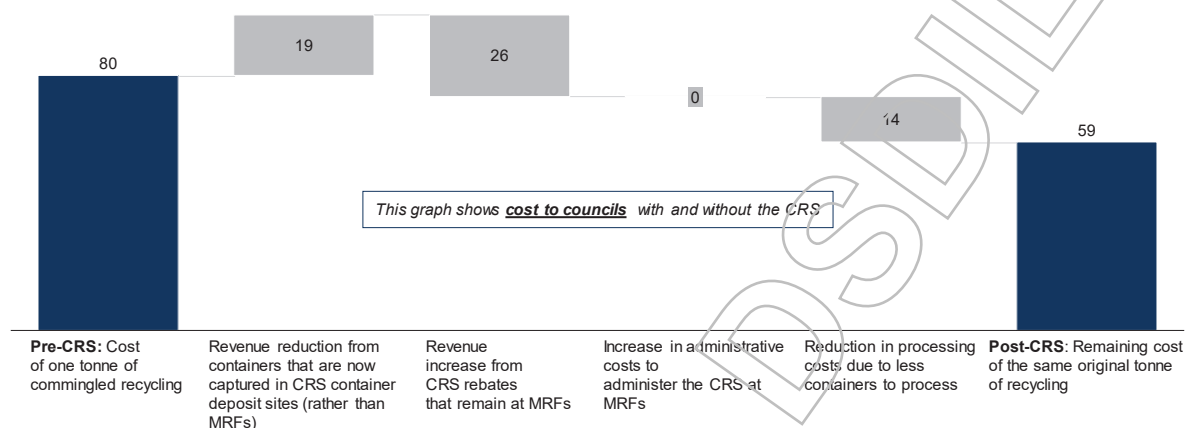 80
19
26
0
14
59
This graph shows cost to councils with and without the CRS
Pre-CRS: Cost
of one tonne of
commingled recycling
Revenue reduction from
containers that are now
captured in CRS container
deposit sites (rather than
MRFs)
Revenue
increase from
CRS rebates
that remain at MRFs
Increase in administrative
costs to
administer the CRS at
MRFs
Reduction in processing
costs due to less
containers to process
Post-CRS: Remaining cost
of the same original tonne
of recycling
DSDIL